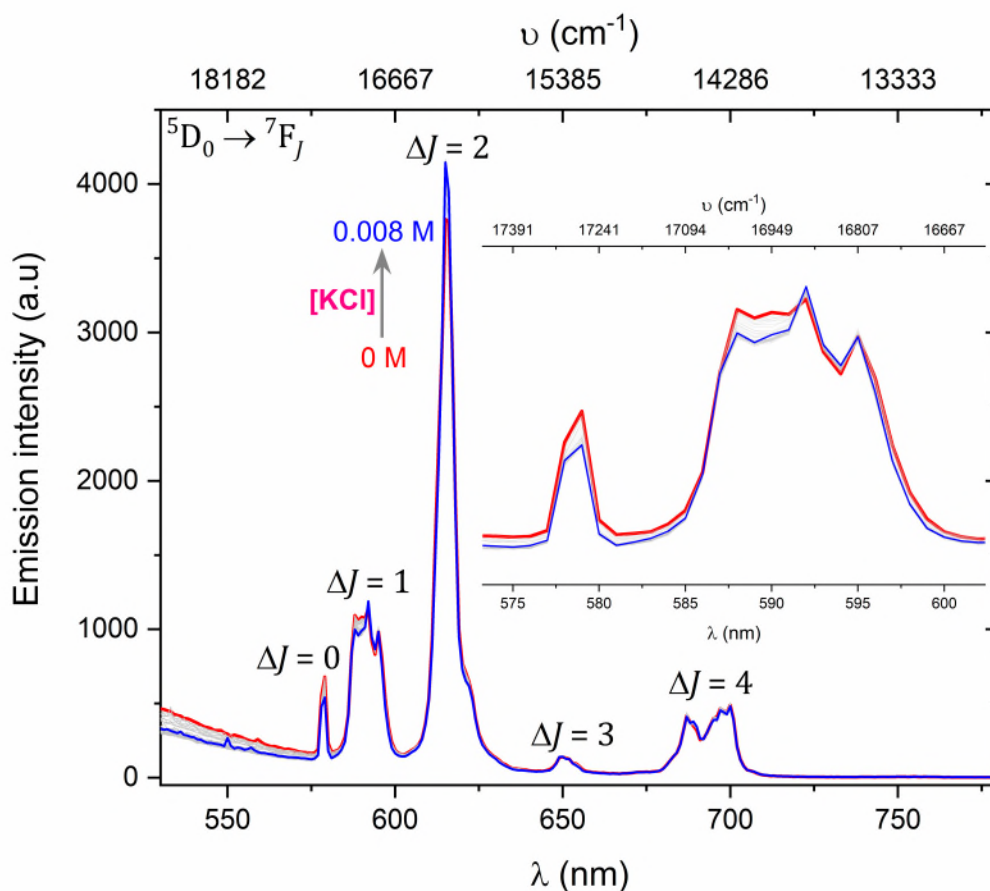 υ (cm⁻¹)
18182 16667 15385 14286 13333
⁵D₀ → ⁷F_J
ΔJ = 2
4000
υ (cm⁻¹)
17391 17241 17094 16949 16807 16667
0.008 M
[KCl]
0 M
3000
2000
575 580 585 590 595 600
λ (nm)
ΔJ = 1
1000
ΔJ = 0
ΔJ = 4
ΔJ = 3
0
550 600 650 700 750
λ (nm)
Emission intensity (a.u)